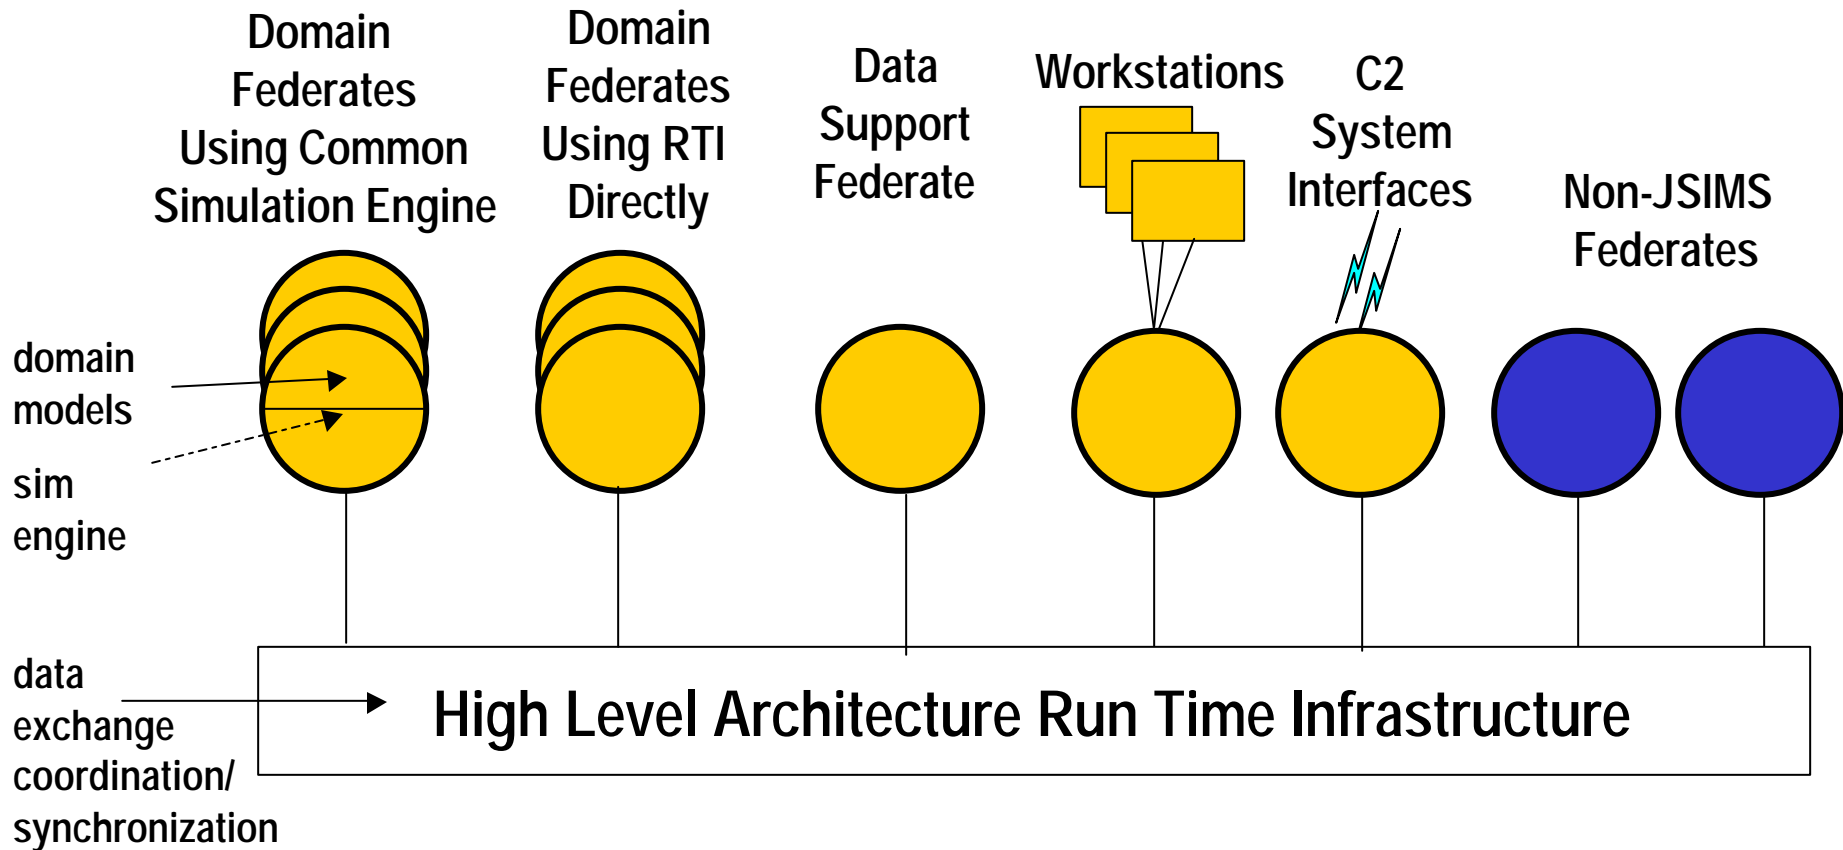 Domain
Federates
Using Common
Simulation Engine
Domain
Federates
Using RTI
Directly
Data
Support
Federate
Workstations
C2
System
Interfaces
Non-JSIMS
Federates
domain
models
sim
engine
data
exchange
coordination/
synchronization
High Level Architecture Run Time Infrastructure